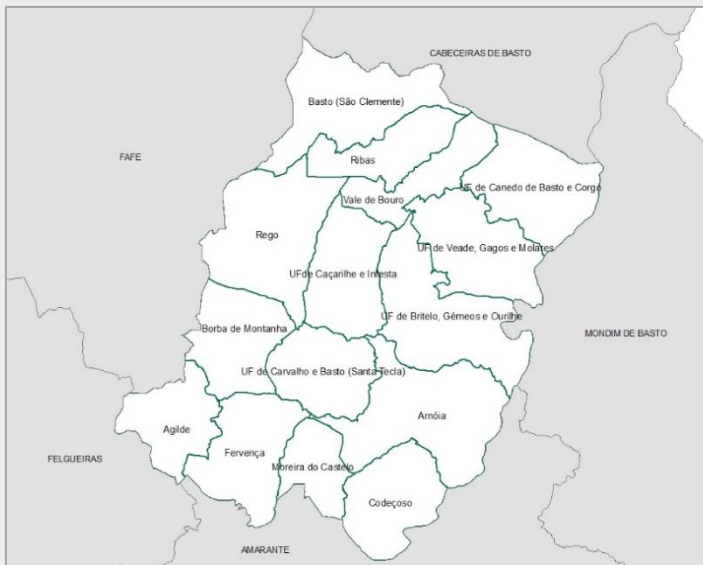 CABECEIRAS DE BASTO
Basto (São Clemente)
FAFE
Ribas
UF de Canedo de Basto e Corgo
Vale de Bouro
Rego
UF de Veade, Gagos e Molares
UF de Caçarilhe e Infesta
UF de Britelo, Gémeos e Ourilhe
Borba de Montanha
MONDIM DE BASTO
UF de Carvalho e Basto (Santa Tecla)
Arnóia
Agilde
Fervença
FELGUEIRAS
Moreira do Castelo
Codeçoso
AMARANTE